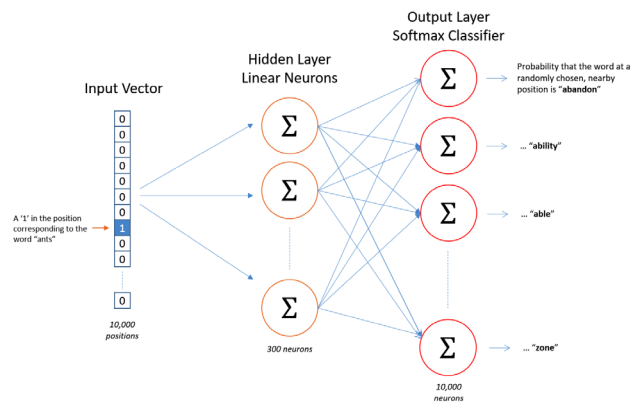 Output Layer
Softmax Classifier
Hidden Layer
Linear Neurons
Input Vector
0
0
0
0
0
0
0
1
0
0
0
A ‘1’ in the position
corresponding to the
word “ants”
10,000
positions
Σ
Σ
Σ
300 neurons
Σ
Σ
Σ
Σ
10,000
neurons
Probability that the word at a
randomly chosen, nearby
position is “abandon”
... “ability”
... “able”
... “zone”